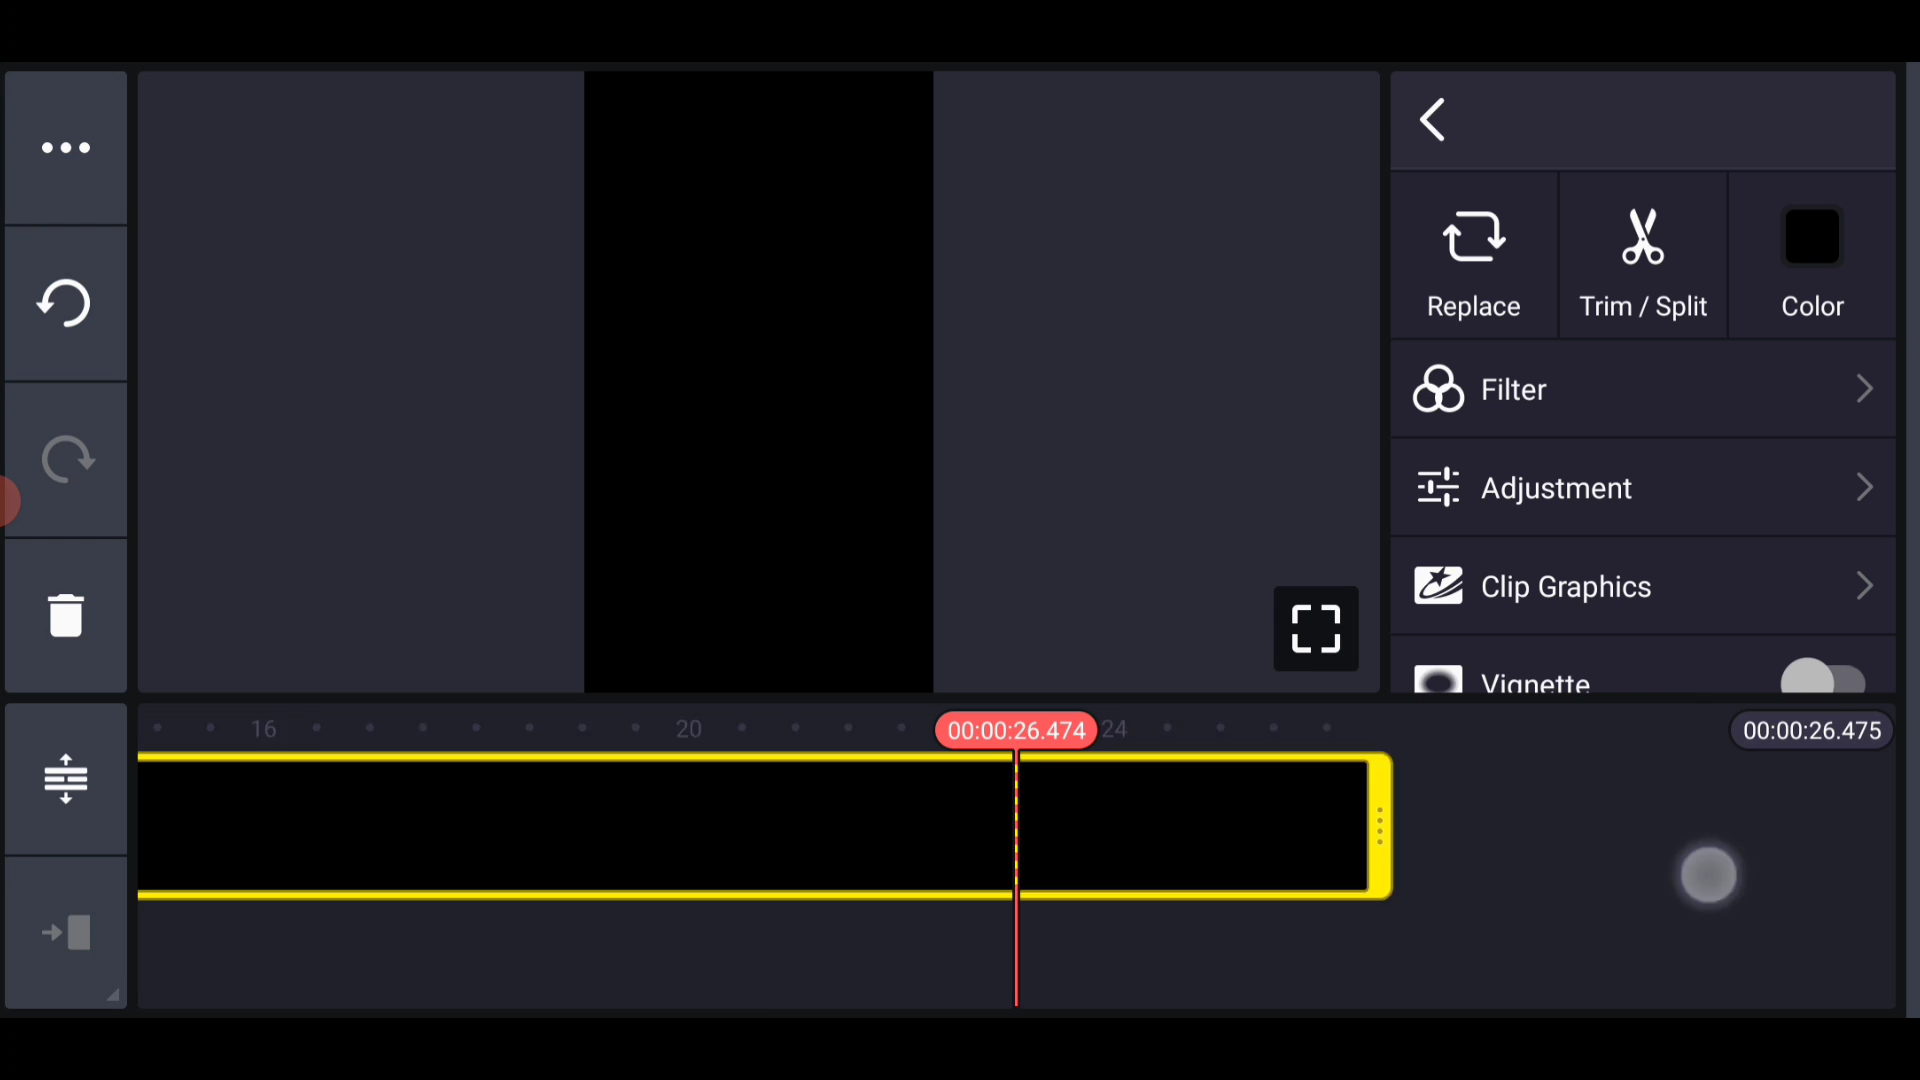 Replace
Trim / Split
Color
Filter
Adjustment
Clip Graphics
Vignette
16
20
00:00:26.474
24
00:00:26.475